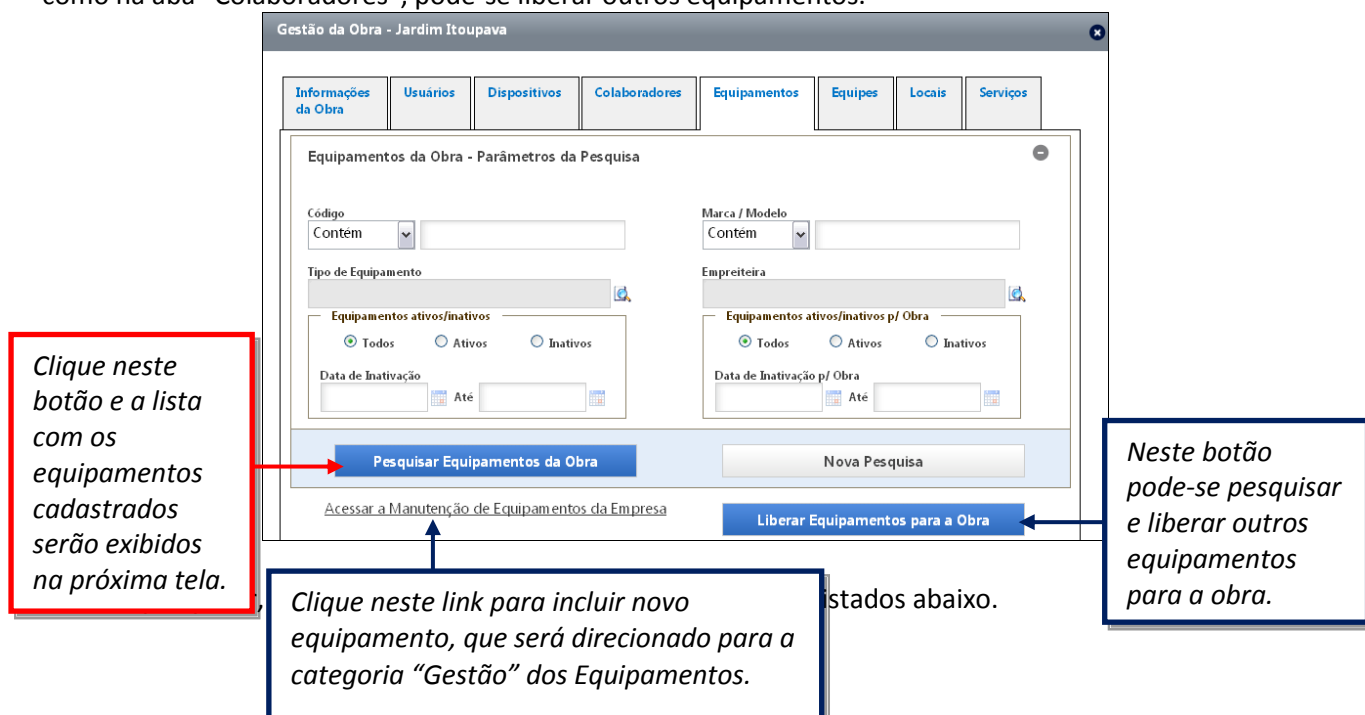 como na aba "Colaboradores", pode-se liberar outros equipamentos.
Gestão da Obra - Jardim Itoupava
Informações
da Obra
Usuários
Dispositivos
Colaboradores
Equipamentos
Equipes
Locais
Serviços
Equipamentos da Obra - Parâmetros da Pesquisa
Código
Contém
Marca / Modelo
Contém
Tipo de Equipamento
Empreiteira
Equipamentos ativos/inativos
Todos Ativos Inativos
Data de Inativação
Até
Equipamentos ativos/inativos p/ Obra
Todos Ativos Inativos
Data de Inativação p/ Obra
Até
Pesquisar Equipamentos da Obra
Nova Pesquisa
Acessar a Manutenção de Equipamentos da Empresa
Liberar Equipamentos para a Obra
Clique neste
botão e a lista
com os
equipamentos
cadastrados
serão exibidos
na próxima tela.
Neste botão
pode-se pesquisar
e liberar outros
equipamentos
para a obra.
, istados abaixo.
Clique neste link para incluir novo
equipamento, que será direcionado para a
categoria “Gestão” dos Equipamentos.